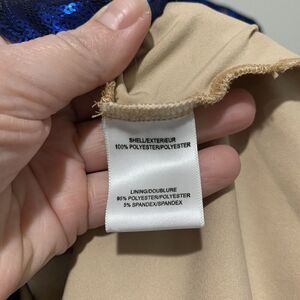 SHELL/EXTERIEUR
100% POLYESTER/POLYESTER
LINING/DOUBLURE
95% POLYESTER/POLYESTER
5% SPANDEX/SPANDEX